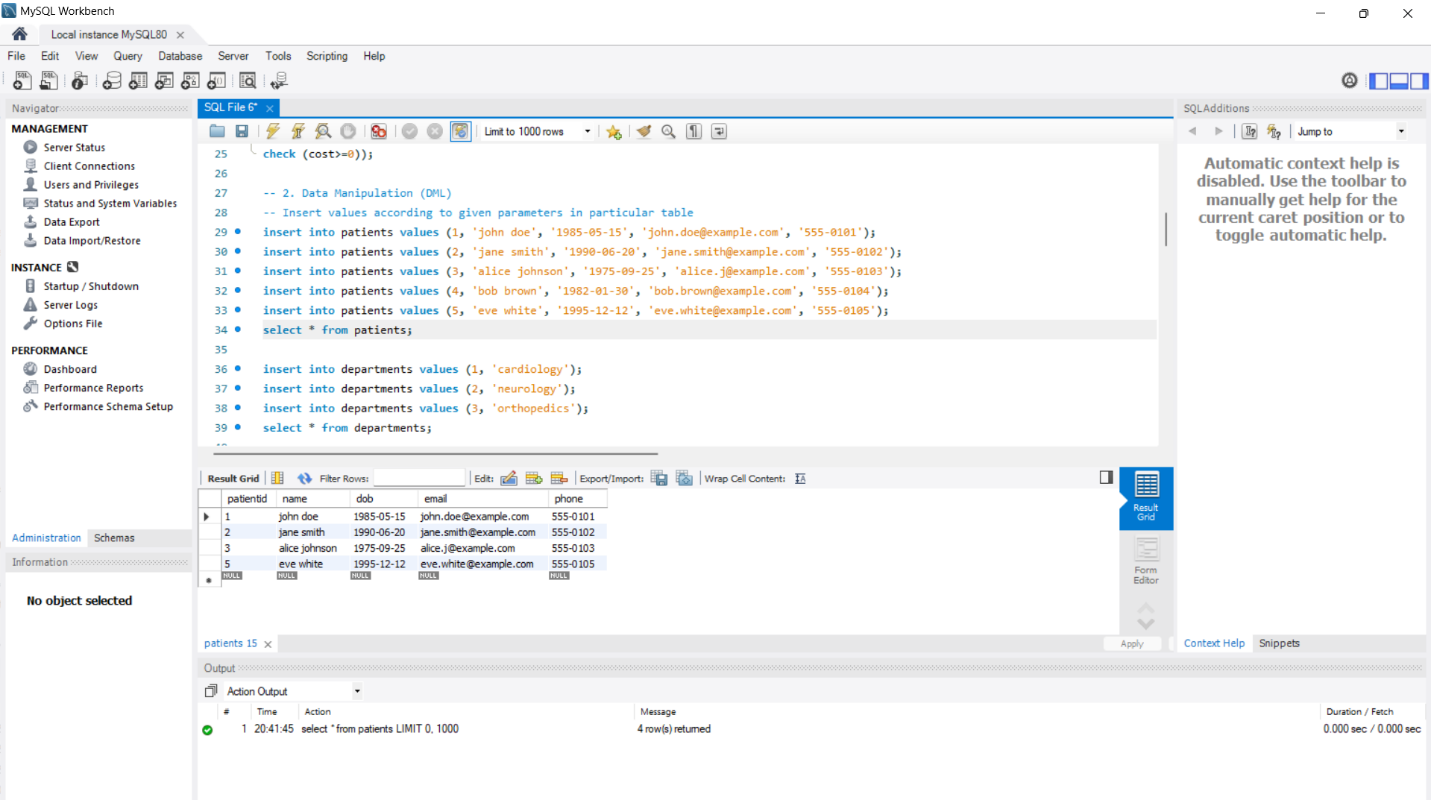 MySQL Workbench
Local instance MySQL80
File Edit View Query Database Server Tools Scripting Help
Navigator
MANAGEMENT
Server Status
Client Connections
Users and Privileges
Status and System Variables
Data Export
Data Import/Restore
INSTANCE
Startup / Shutdown
Server Logs
Options File
PERFORMANCE
Dashboard
Performance Reports
Performance Schema Setup
Administration Schemas
Information
No object selected
SQL File 6*
Limit to 1000 rows
25 check (cost>=0));
26
27 -- 2. Data Manipulation (DML)
28 -- Insert values according to given parameters in particular table
29 insert into patients values (1, 'john doe', '1985-05-15', 'john.doe@example.com', '555-0101');
30 insert into patients values (2, 'jane smith', '1990-06-20', 'jane.smith@example.com', '555-0102');
31 insert into patients values (3, 'alice johnson', '1975-09-25', 'alice.j@example.com', '555-0103');
32 insert into patients values (4, 'bob brown', '1982-01-30', 'bob.brown@example.com', '555-0104');
33 insert into patients values (5, 'eve white', '1995-12-12', 'eve.white@example.com', '555-0105');
34 select * from patients;
35
36 insert into departments values (1, 'cardiology');
37 insert into departments values (2, 'neurology');
38 insert into departments values (3, 'orthopedics');
39 select * from departments;
Result Grid Filter Rows: Edit: Export/Import: Wrap Cell Content:
patientid name dob email phone
1 john doe 1985-05-15 john.doe@example.com 555-0101
2 jane smith 1990-06-20 jane.smith@example.com 555-0102
3 alice johnson 1975-09-25 alice.j@example.com 555-0103
5 eve white 1995-12-12 eve.white@example.com 555-0105
NULL NULL NULL NULL NULL
Result
Grid
Form
Editor
patients 15
Apply
SQLAdditions
Jump to
Automatic context help is
disabled. Use the toolbar to
manually get help for the
current caret position or to
toggle automatic help.
Context Help Snippets
Output
Action Output
# Time Action Message Duration / Fetch
1 20:41:45 select * from patients LIMIT 0, 1000 4 row(s) returned 0.000 sec / 0.000 sec